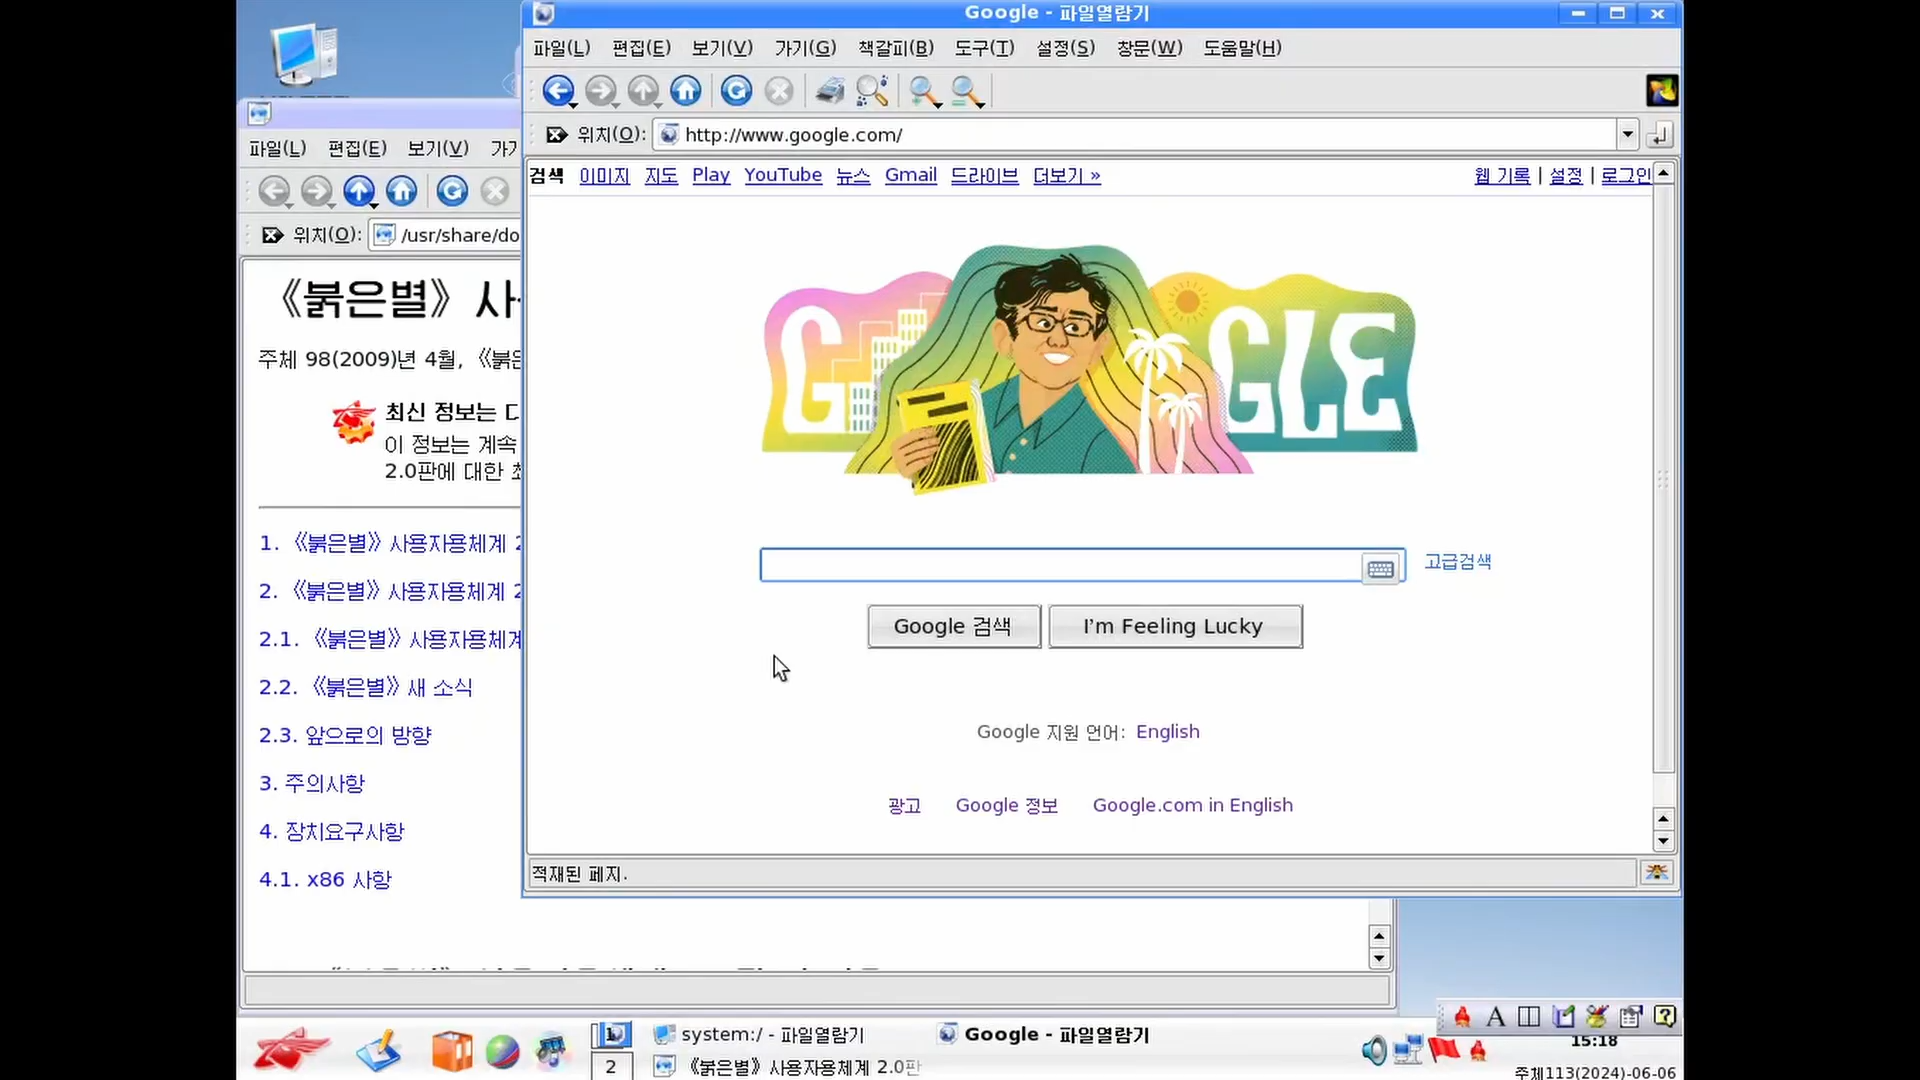 Google - 파일열람기
파일(L) 편집(E) 보기(V) 가기(G) 책갈피(B) 도구(T) 설정(S) 창문(W) 도움말(H)
위치(O): http://www.google.com/
검색 이미지 지도 Play YouTube 뉴스 Gmail 드라이브 더보기 »
웹 기록 | 설정 | 로그인
GOOGLE
고급검색
Google 검색
I'm Feeling Lucky
Google 지원 언어: English
광고 Google 정보 Google.com in English
적재된 페지.
파일(L) 편집(E) 보기(V)
위치(O): /usr/share/do
《붉은별》
주체 98(2009)년 4월,
최신 정보는
이 정보는 계속
2.0판에 대한
1. 《붉은별》 사용자용체계
2. 《붉은별》 사용자용체계
2.1. 《붉은별》 사용자용체계
2.2. 《붉은별》 새 소식
2.3. 앞으로의 방향
3. 주의사항
4. 장치요구사항
4.1. x86 사항
1
2
system:/ - 파일열람기
Google - 파일열람기
《붉은별》 사용자용체계 2.0판
A
15:18
주체113(2024)-06-06